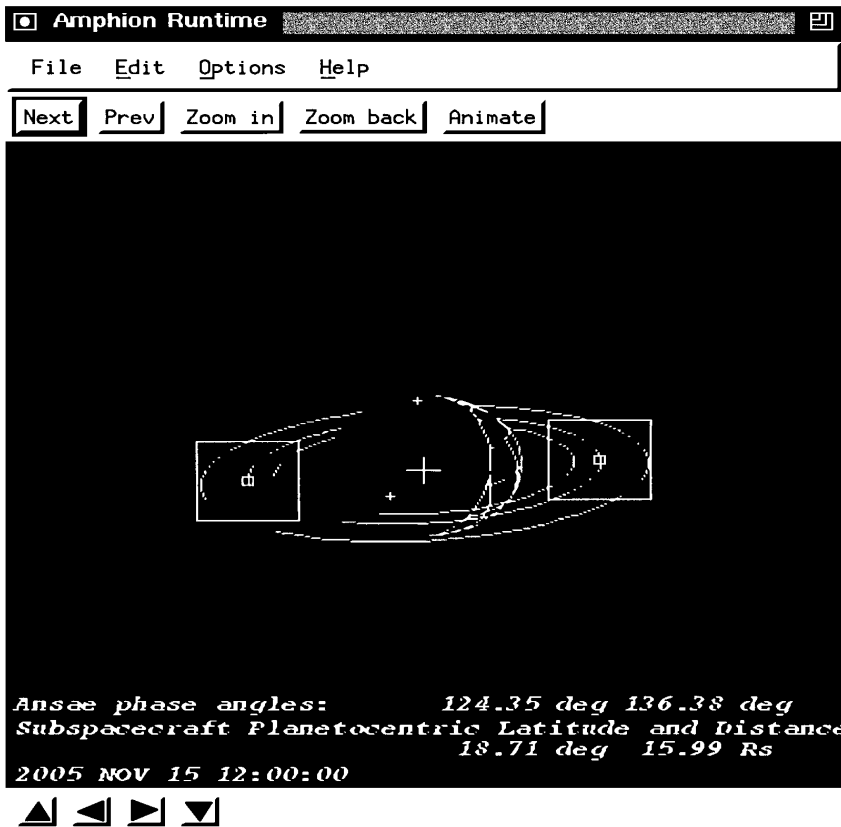 Amphion Runtime
File Edit Options Help
Next Prev Zoom in Zoom back Animate
Ansae phase angles: 124.35 deg 136.38 deg
Subspacecraft Planetocentric Latitude and Distance
18.71 deg 15.99 Rs
2005 NOV 15 12:00:00